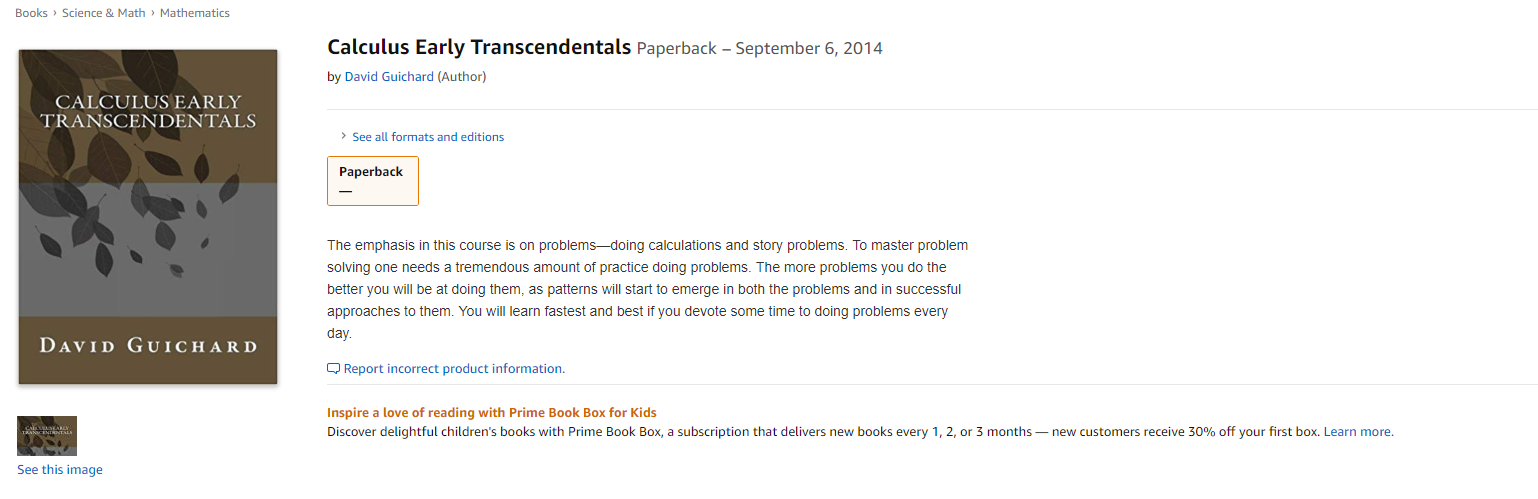 Books › Science & Math › Mathematics
CALCULUS EARLY
TRANSCENDENTALS
DAVID GUICHARD
CALCULUS EARLY
TRANSCENDENTALS
See this image
Calculus Early Transcendentals Paperback – September 6, 2014
by David Guichard (Author)
› See all formats and editions
Paperback
—
The emphasis in this course is on problems—doing calculations and story problems. To master problem
solving one needs a tremendous amount of practice doing problems. The more problems you do the
better you will be at doing them, as patterns will start to emerge in both the problems and in successful
approaches to them. You will learn fastest and best if you devote some time to doing problems every
day.
Report incorrect product information.
Inspire a love of reading with Prime Book Box for Kids
Discover delightful children's books with Prime Book Box, a subscription that delivers new books every 1, 2, or 3 months — new customers receive 30% off your first box. Learn more.